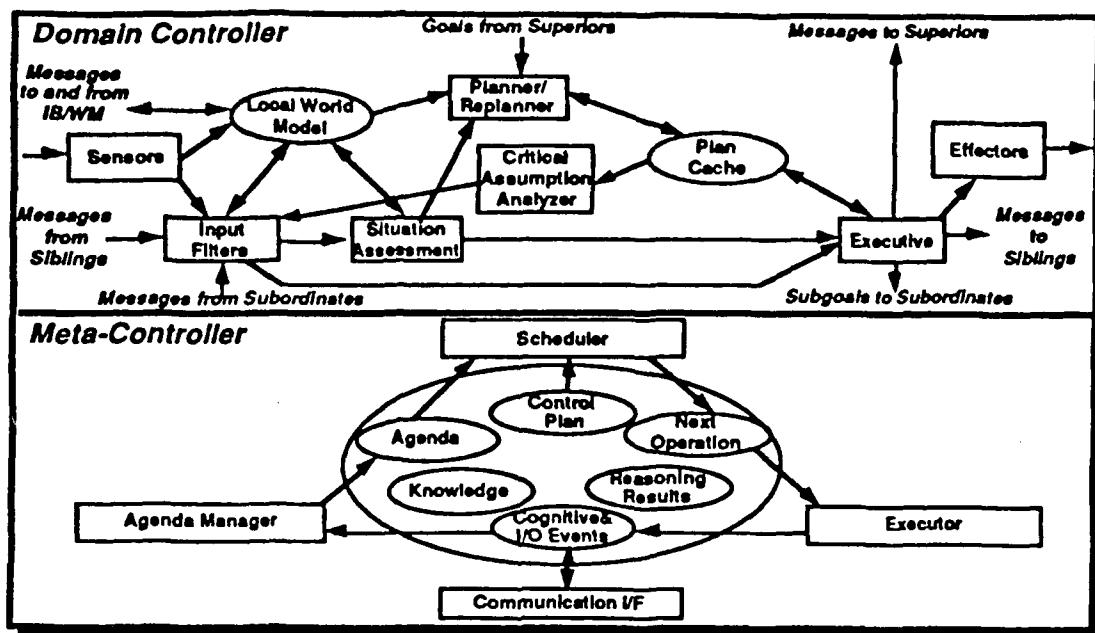 Domain Controller
Goals from Superiors
Messages to Superiors
Messages
to and from
IB/WM
Local World
Model
Planner/
Replanner
Sensors
Critical
Assumption
Analyzer
Plan
Cache
Effectors
Messages
from
Siblings
Input
Filters
Situation
Assessment
Executive
Messages
to
Siblings
Messages from Subordinates
Subgoals to Subordinates
Meta-Controller
Scheduler
Control
Plan
Agenda
Next
Operation
Knowledge
Reasoning
Results
Agenda Manager
Cognitive&
I/O Events
Executor
Communication I/F